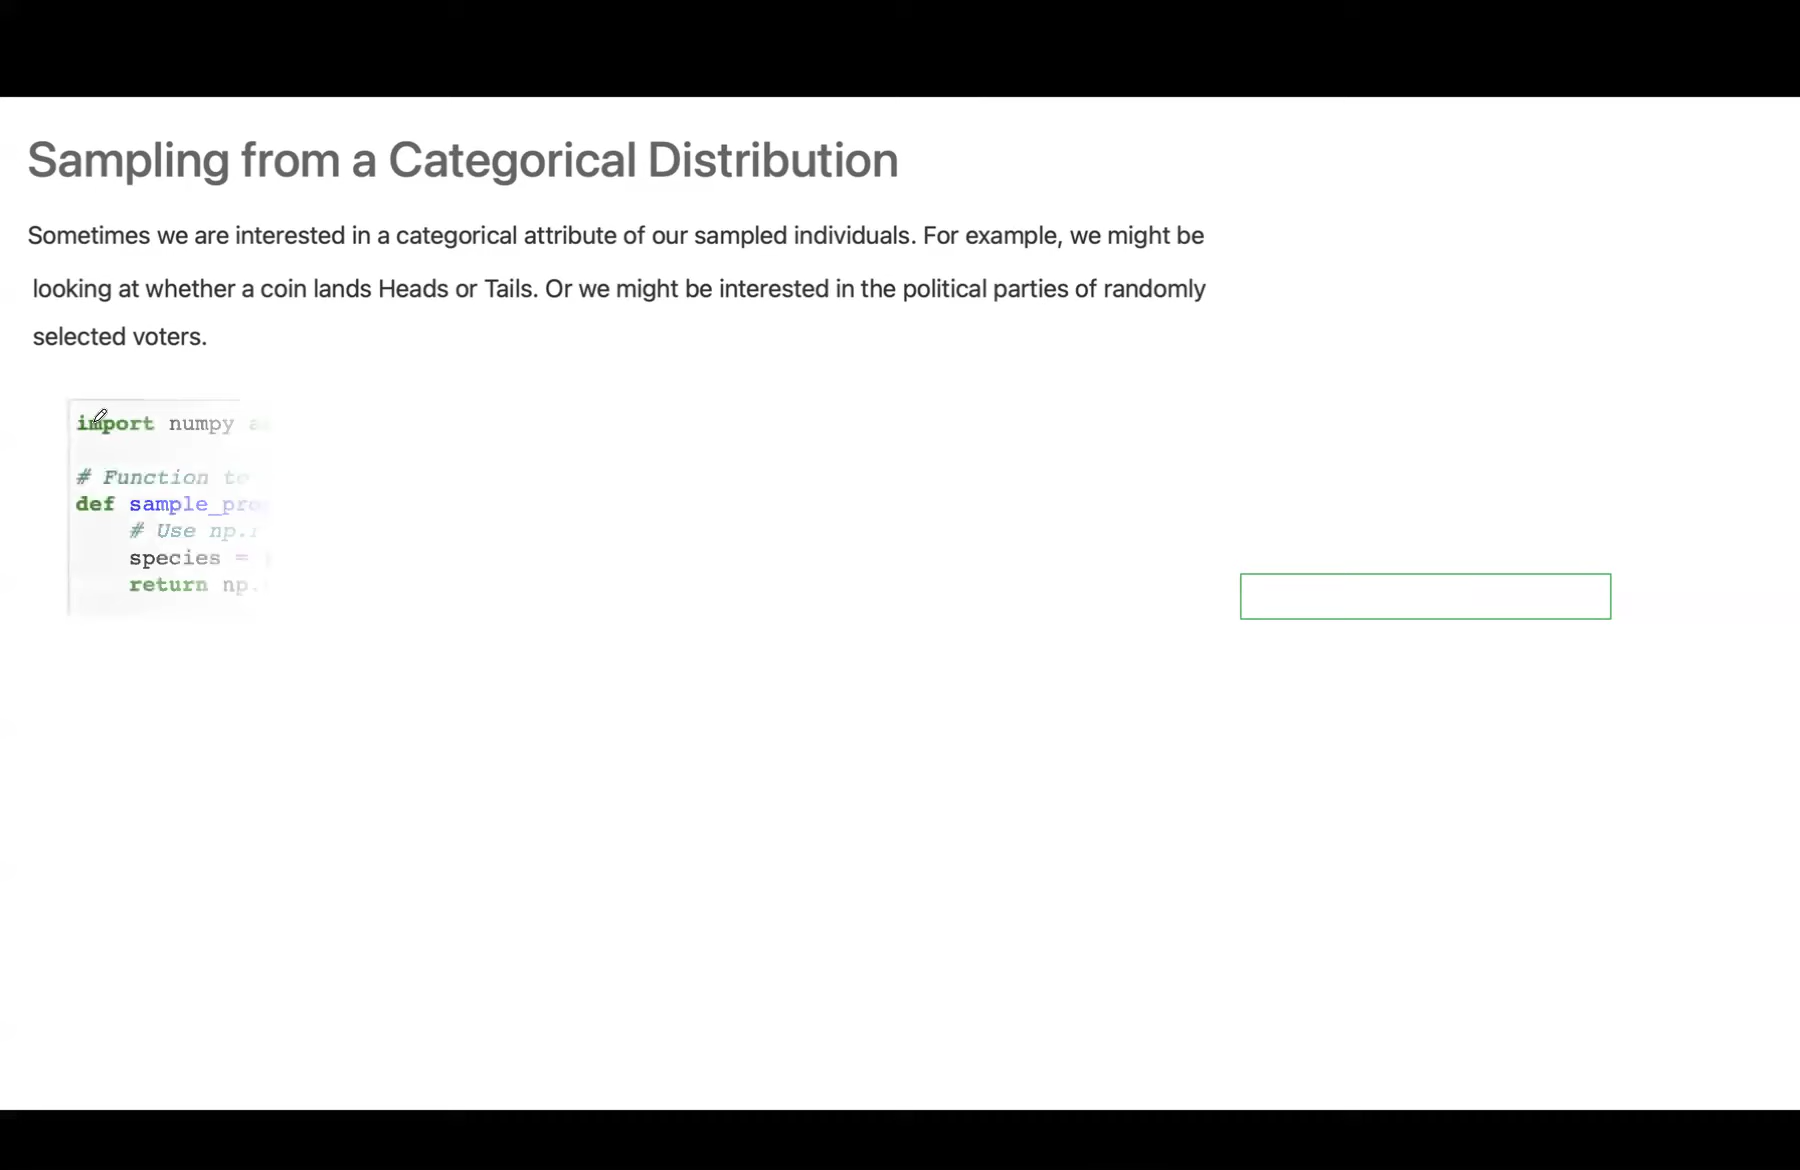 Sampling from a Categorical Distribution
Sometimes we are interested in a categorical attribute of our sampled individuals. For example, we might be
looking at whether a coin lands Heads or Tails. Or we might be interested in the political parties of randomly
selected voters.
import numpy
# Function to
def
# Use
species =
return np.